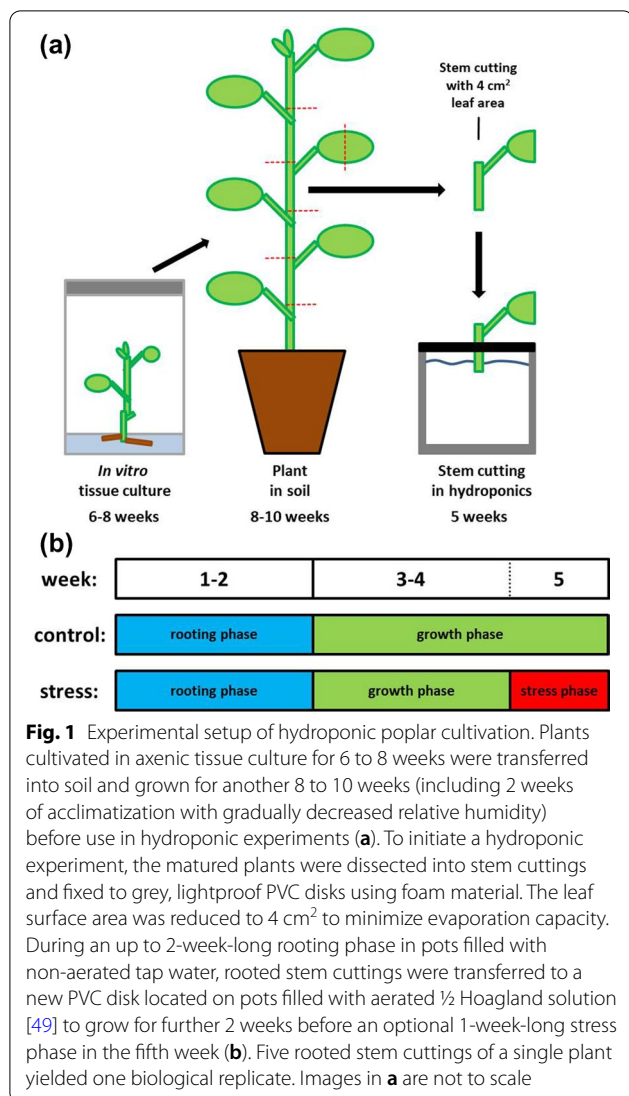 (a)
Stem cutting
with 4 cm²
leaf area
In vitro
tissue culture
6-8 weeks
Plant
in soil
8-10 weeks
Stem cutting
in hydroponics
5 weeks
(b)
week: 1-2 3-4 5
control: rooting phase growth phase
stress: rooting phase growth phase stress phase
Fig. 1 Experimental setup of hydroponic poplar cultivation. Plants
cultivated in axenic tissue culture for 6 to 8 weeks were transferred
into soil and grown for another 8 to 10 weeks (including 2 weeks
of acclimatization with gradually decreased relative humidity)
before use in hydroponic experiments (a). To initiate a hydroponic
experiment, the matured plants were dissected into stem cuttings
and fixed to grey, lightproof PVC disks using foam material. The leaf
surface area was reduced to 4 cm² to minimize evaporation capacity.
During an up to 2-week-long rooting phase in pots filled with
non-aerated tap water, rooted stem cuttings were transferred to a
new PVC disk located on pots filled with aerated ½ Hoagland solution
[49] to grow for further 2 weeks before an optional 1-week-long stress
phase in the fifth week (b). Five rooted stem cuttings of a single plant
yielded one biological replicate. Images in a are not to scale